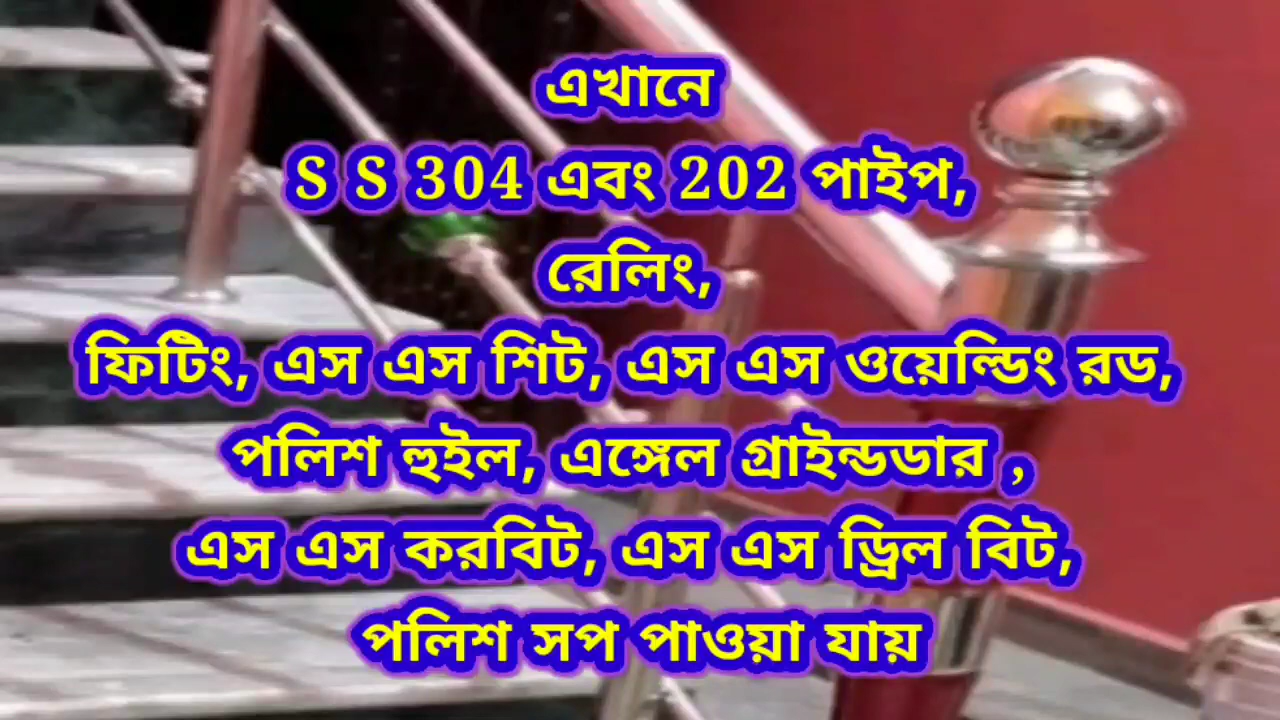 এখানে
S S 304 এবং 202 পাইপ,
রেলিং,
ফিটিং, এস এস শিট, এস এস ওয়েল্ডিং রড,
পলিশ হুইল, এঙ্গেল গ্রাইন্ডডার ,
এস এস করবিট, এস এস ড্রিল বিট,
পলিশ সপ পাওয়া যায়